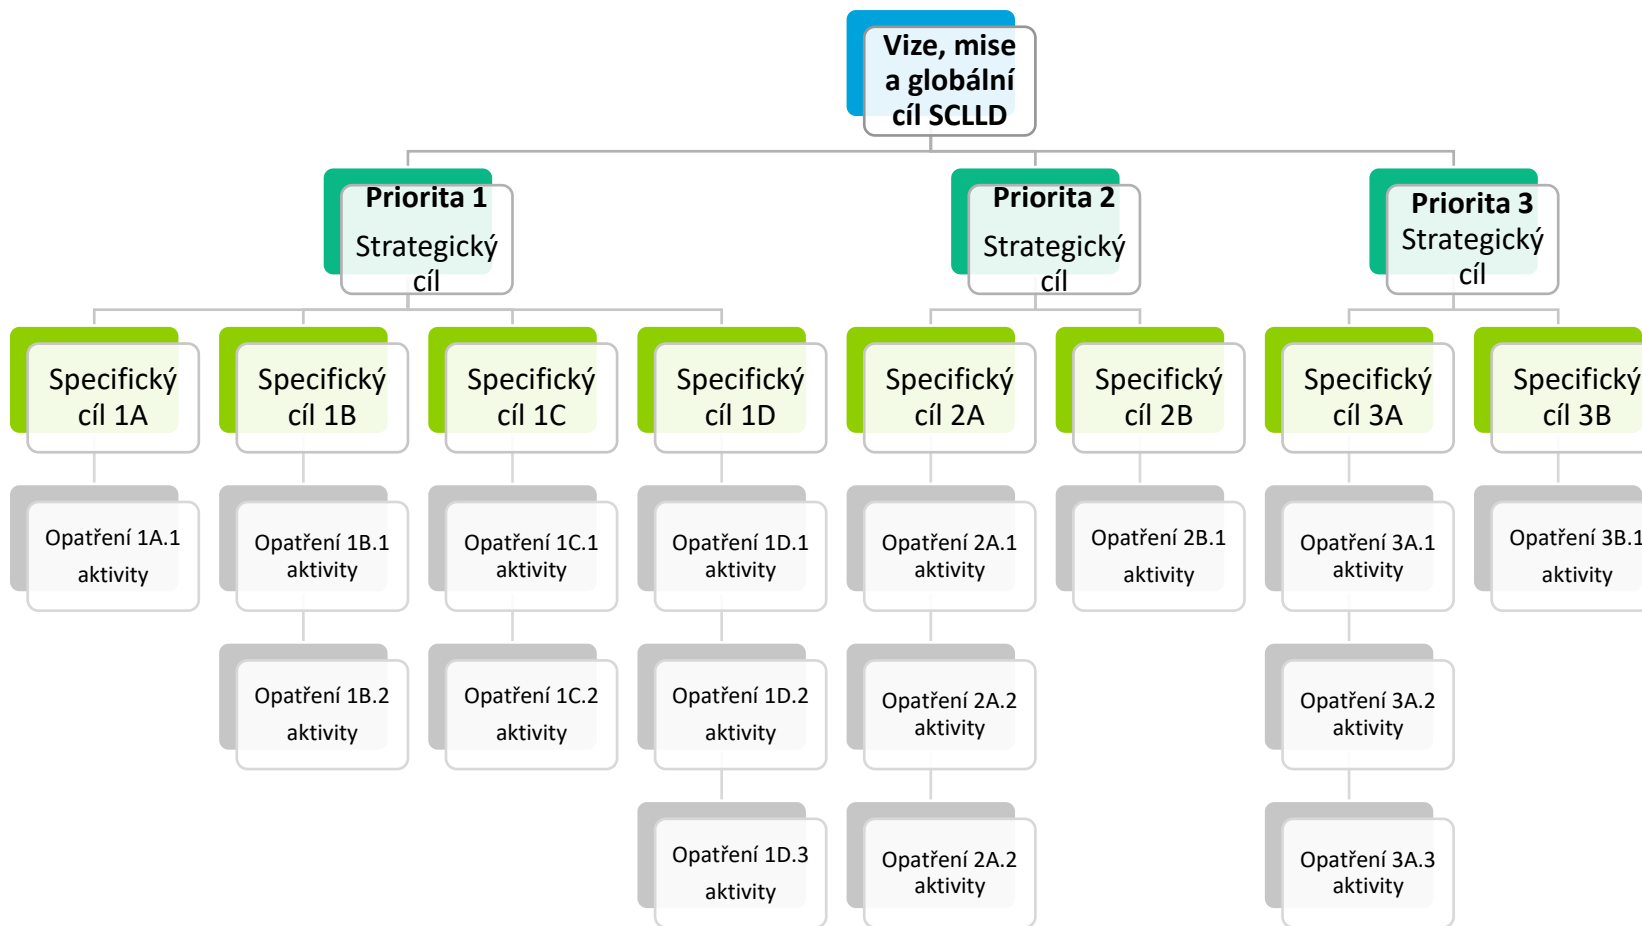 Vize, mise
a globální
cíl SCLLD
Priorita 1
Strategický
cíl
Priorita 2
Strategický
cíl
Priorita 3
Strategický
cíl
Specifický
cíl 1A
Specifický
cíl 1B
Specifický
cíl 1C
Specifický
cíl 1D
Specifický
cíl 2A
Specifický
cíl 2B
Specifický
cíl 3A
Specifický
cíl 3B
Opatření 1A.1
aktivity
Opatření 1B.1
aktivity
Opatření 1C.1
aktivity
Opatření 1D.1
aktivity
Opatření 2A.1
aktivity
Opatření 2B.1
aktivity
Opatření 3A.1
aktivity
Opatření 3B.1
aktivity
Opatření 1B.2
aktivity
Opatření 1C.2
aktivity
Opatření 1D.2
aktivity
Opatření 2A.2
aktivity
Opatření 3A.2
aktivity
Opatření 1D.3
aktivity
Opatření 2A.2
aktivity
Opatření 3A.3
aktivity